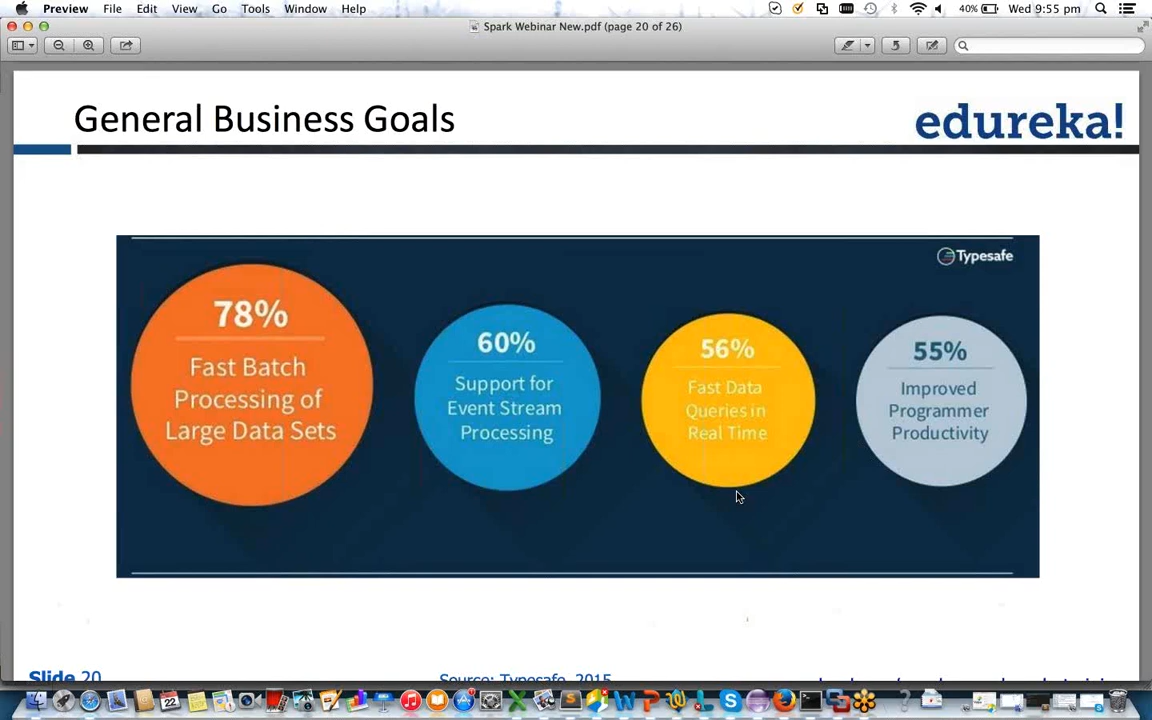 Preview File Edit View Go Tools Window Help 40% Wed 9:55 pm
Spark Webinar New.pdf (page 20 of 26)
General Business Goals
edureka!
Typesafe
78%
Fast Batch
Processing of
Large Data Sets
60%
Support for
Event Stream
Processing
56%
Fast Data
Queries in
Real Time
55%
Improved
Programmer
Productivity
Slide 20
Source: Typesafe, 2015